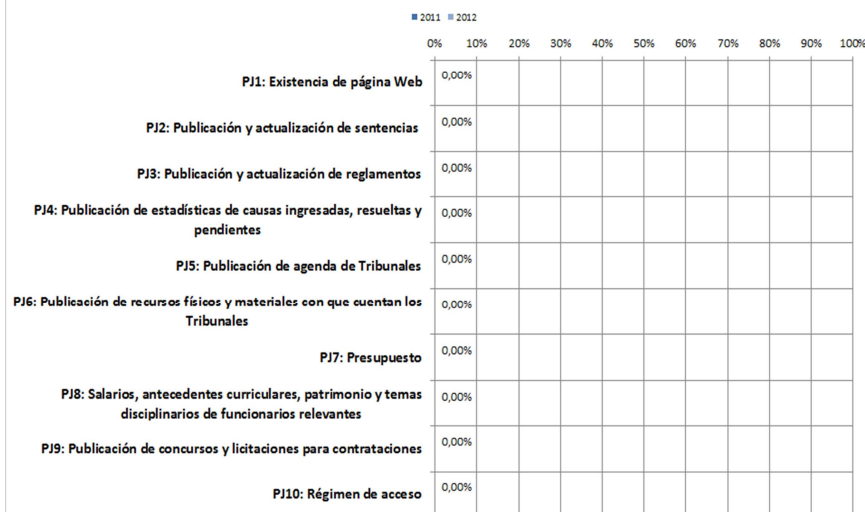 2011 2012
0% 10% 20% 30% 40% 50% 60% 70% 80% 90% 100%
PJ1: Existencia de página Web 0,00%
PJ2: Publicación y actualización de sentencias 0,00%
PJ3: Publicación y actualización de reglamentos 0,00%
PJ4: Publicación de estadísticas de causas ingresadas, resueltas y
pendientes 0,00%
PJ5: Publicación de agenda de Tribunales 0,00%
PJ6: Publicación de recursos físicos y materiales con que cuentan los
Tribunales 0,00%
PJ7: Presupuesto 0,00%
PJ8: Salarios, antecedentes curriculares, patrimonio y temas
disciplinarios de funcionarios relevantes 0,00%
PJ9: Publicación de concursos y licitaciones para contrataciones 0,00%
PJ10: Régimen de acceso 0,00%